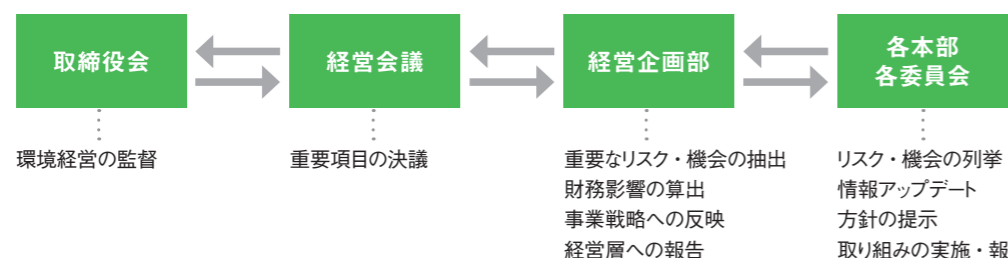 取締役会
経営会議
経営企画部
各本部
各委員会
環境経営の監督
重要項目の決議
重要なリスク・機会の抽出
財務影響の算出
事業戦略への反映
経営層への報告
リスク・機会の列挙
情報アップデート
方針の提示
取り組みの実施・報